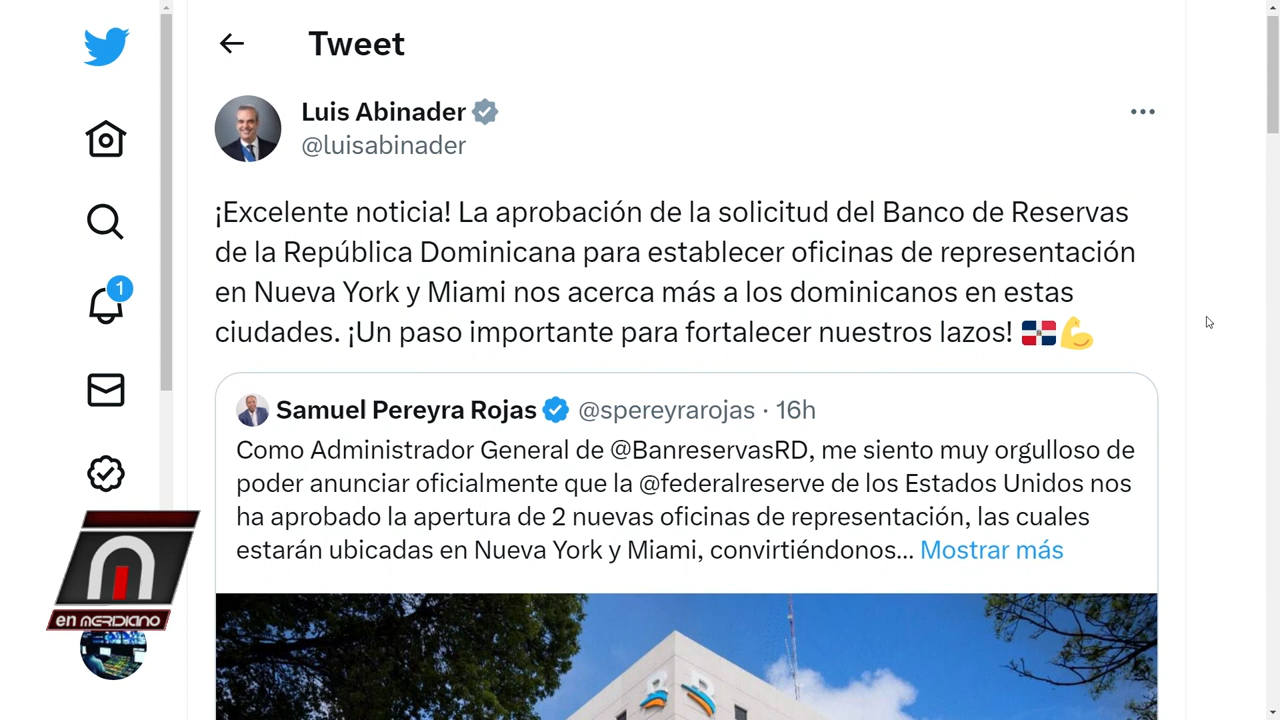 Tweet
Luis Abinader
@luisabinader
¡Excelente noticia! La aprobación de la solicitud del Banco de Reservas
de la República Dominicana para establecer oficinas de representación
en Nueva York y Miami nos acerca más a los dominicanos en estas
ciudades. ¡Un paso importante para fortalecer nuestros lazos! 🇩🇴💪
1
Samuel Pereyra Rojas @spereyrarojas · 16h
Como Administrador General de @BanreservasRD, me siento muy orgulloso de
poder anunciar oficialmente que la @federalreserve de los Estados Unidos nos
ha aprobado la apertura de 2 nuevas oficinas de representación, las cuales
estarán ubicadas en Nueva York y Miami, convirtiéndonos... Mostrar más
en MERDIANO